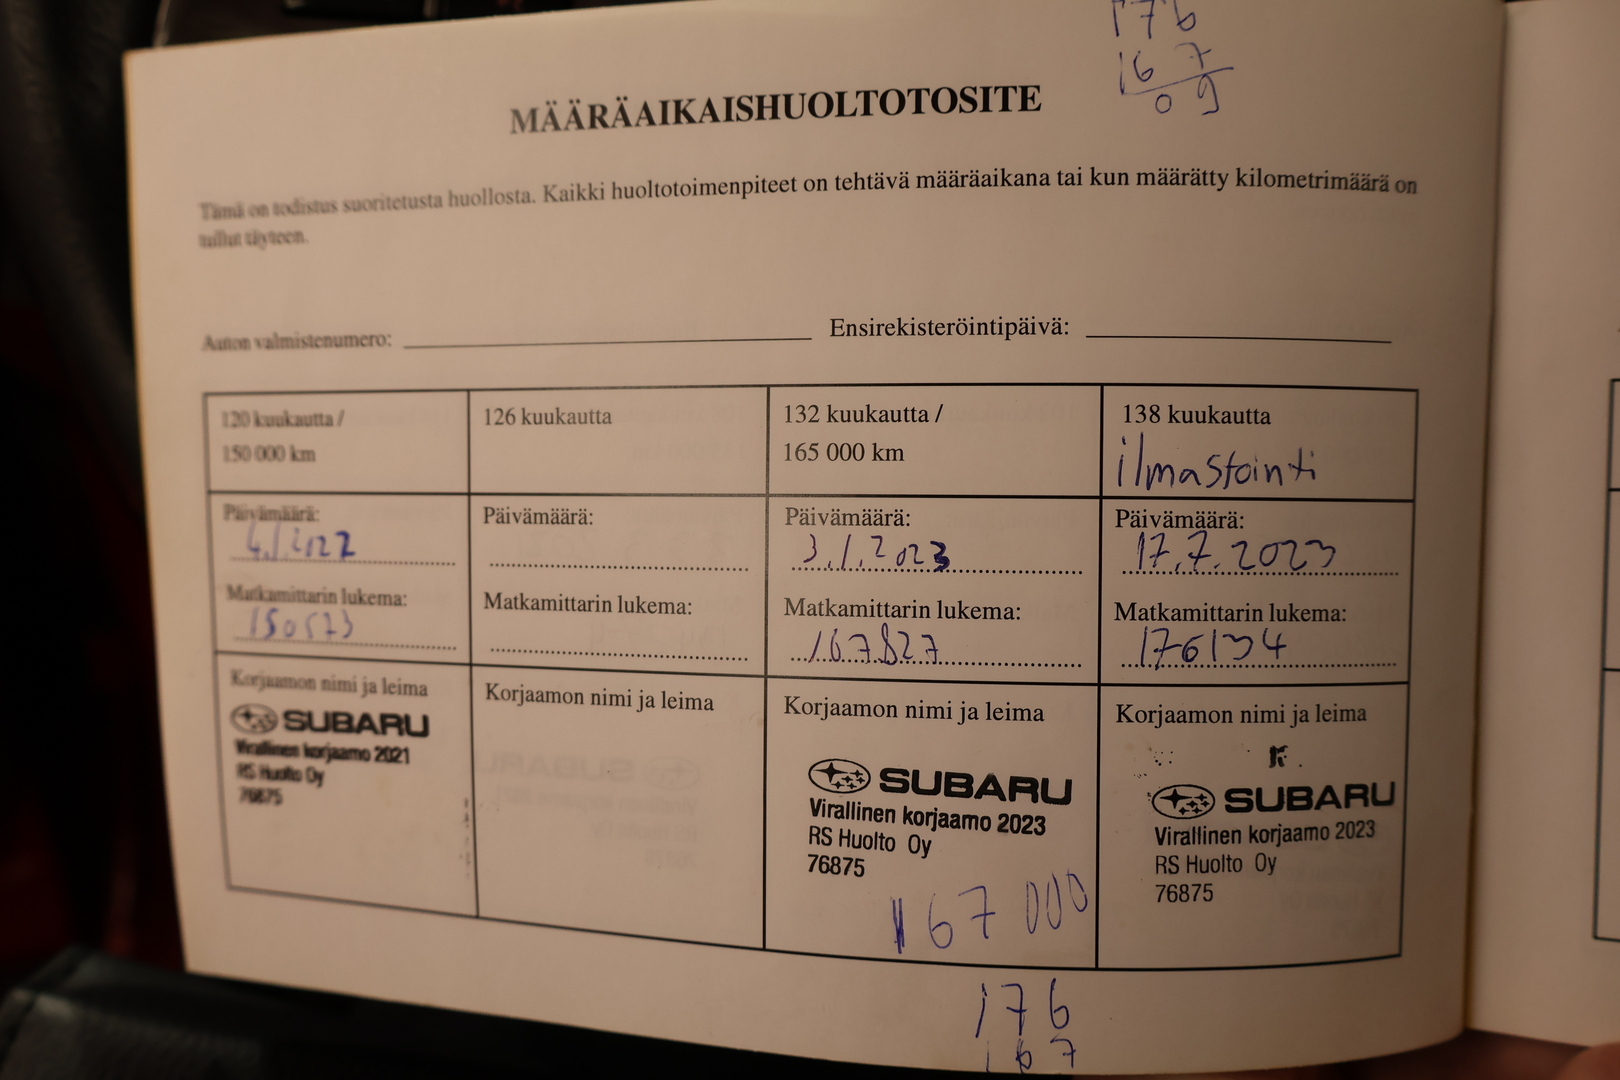 176
167
09
MÄÄRÄAIKAISHUOLTOTOSITE
Tämä on todistus suoritetusta huollosta. Kaikki huoltotoimenpiteet on tehtävä määräaikana tai kun määrätty kilometrimäärä on
tullut täyteen.
Auton valmistenumero:
Ensirekisteröintipäivä:
120 kuukautta /
150 000 km
Päivämäärä:
4.1.2022
Matkamittarin lukema:
150573
Korjaamon nimi ja leima
SUBARU
Virallinen korjaamo 2021
RS Huolto Oy
76875
126 kuukautta
Päivämäärä:
Matkamittarin lukema:
Korjaamon nimi ja leima
132 kuukautta /
165 000 km
Päivämäärä:
3.1.2023
Matkamittarin lukema:
167827
Korjaamon nimi ja leima
SUBARU
Virallinen korjaamo 2023
RS Huolto Oy
76875
167 000
138 kuukautta
ilmastointi
Päivämäärä:
17.7.2023
Matkamittarin lukema:
176134
Korjaamon nimi ja leima
SUBARU
Virallinen korjaamo 2023
RS Huolto Oy
76875
176
167